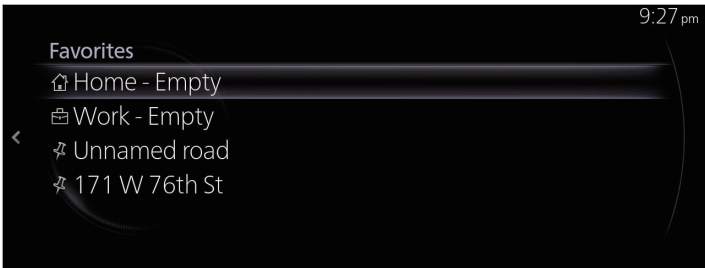 9:27 pm
Favorites
Home - Empty
Work - Empty
Unnamed road
171 W 76th St